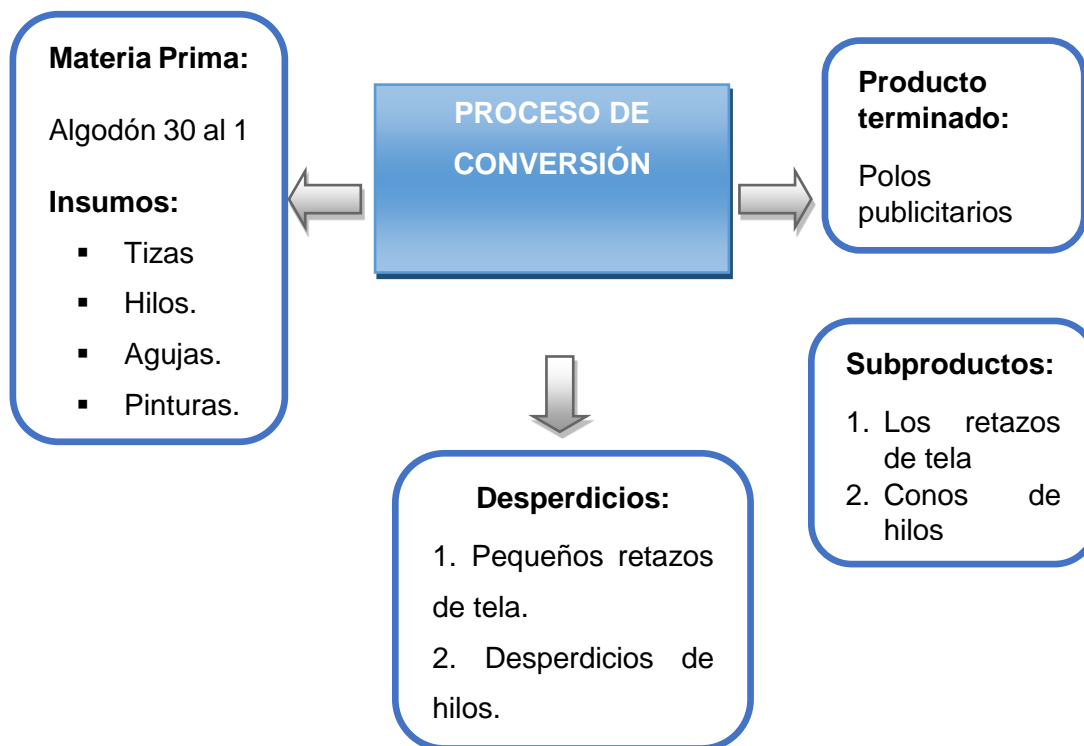 Materia Prima:
Algodón 30 al 1
Insumos:
▪ Tizas
▪ Hilos.
▪ Agujas.
▪ Pinturas.
PROCESO DE
CONVERSIÓN
Producto
terminado:
Polos
publicitarios
Subproductos:
1. Los retazos
de tela
2. Conos de
hilos
Desperdicios:
1. Pequeños retazos
de tela.
2. Desperdicios de
hilos.